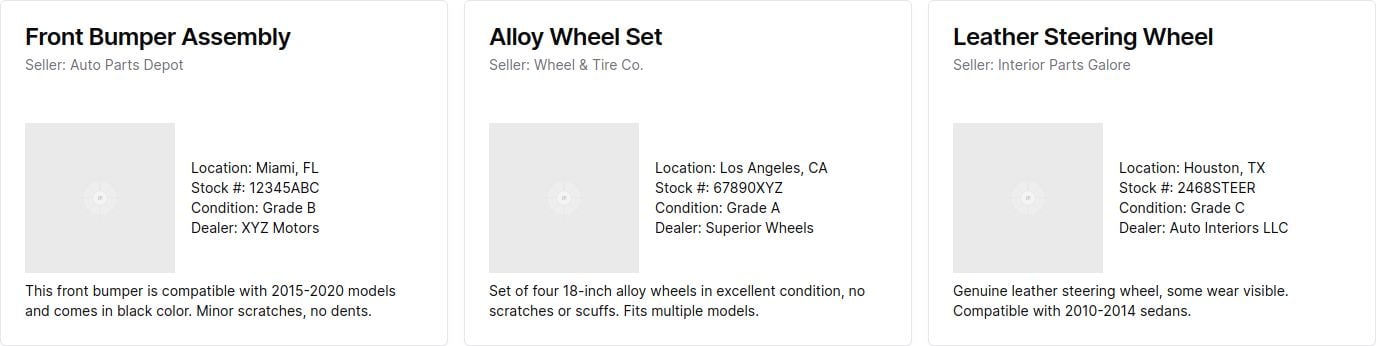 Front Bumper Assembly
Seller: Auto Parts Depot
Location: Miami, FL
Stock #: 12345ABC
Condition: Grade B
Dealer: XYZ Motors
This front bumper is compatible with 2015-2020 models
and comes in black color. Minor scratches, no dents.
Alloy Wheel Set
Seller: Wheel & Tire Co.
Location: Los Angeles, CA
Stock #: 67890XYZ
Condition: Grade A
Dealer: Superior Wheels
Set of four 18-inch alloy wheels in excellent condition, no
scratches or scuffs. Fits multiple models.
Leather Steering Wheel
Seller: Interior Parts Galore
Location: Houston, TX
Stock #: 2468STEER
Condition: Grade C
Dealer: Auto Interiors LLC
Genuine leather steering wheel, some wear visible.
Compatible with 2010-2014 sedans.